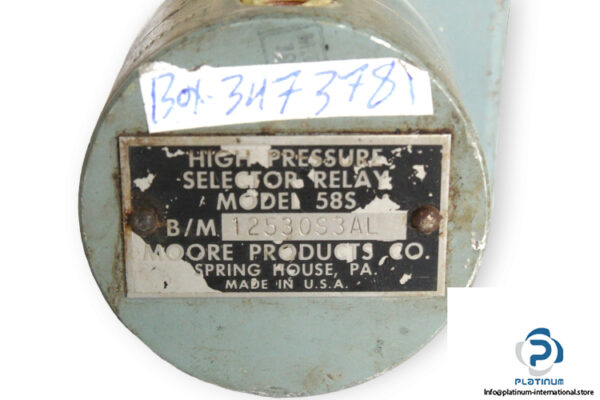 BOX-3473781
HIGH PRESSURE
SELECTOR RELAY
MODEL 58S
B/M 12530S3AL
MOORE PRODUCTS CO.
SPRING HOUSE, PA.
MADE IN U.S.A.
PLATINUM
INTERNATIONAL
info@platinum-international.store